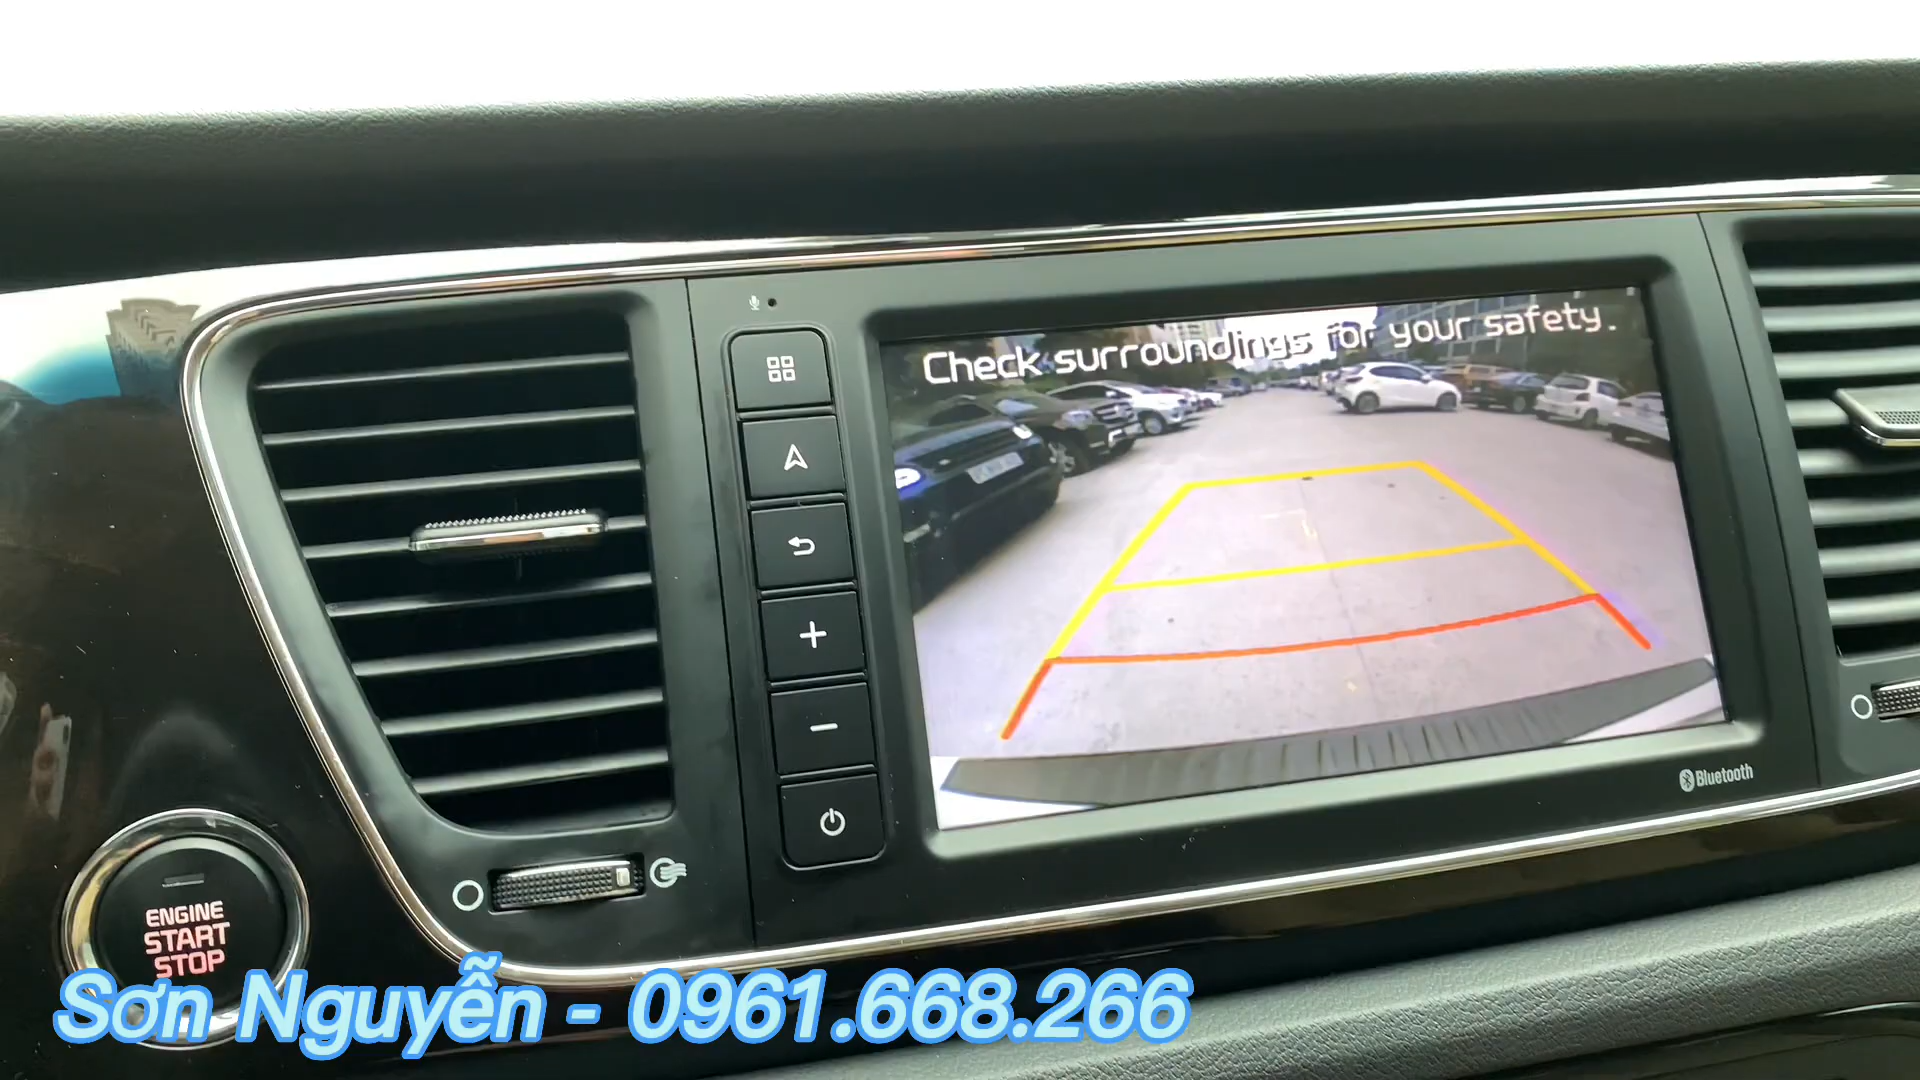 Check surroundings for your safety.
Bluetooth
ENGINE
START
STOP
Sơn Nguyễn - 0961.668.266